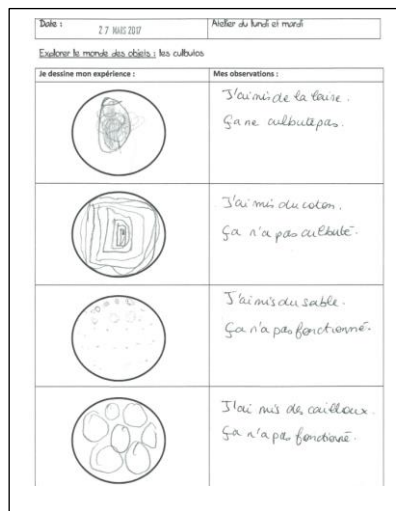 Date :
27 MARS 2017
Atelier du lundi et mardi
Explorer le monde des objets : les culbutos
Je dessine mon expérience :
Mes observations :
J'ai mis de la laine.
Ça ne culbute pas.
J'ai mis du coton.
Ça n'a pas culbuté.
J'ai mis du sable.
Ça n'a pas fonctionné.
J'ai mis des cailloux.
Ça n'a pas fonctionné.